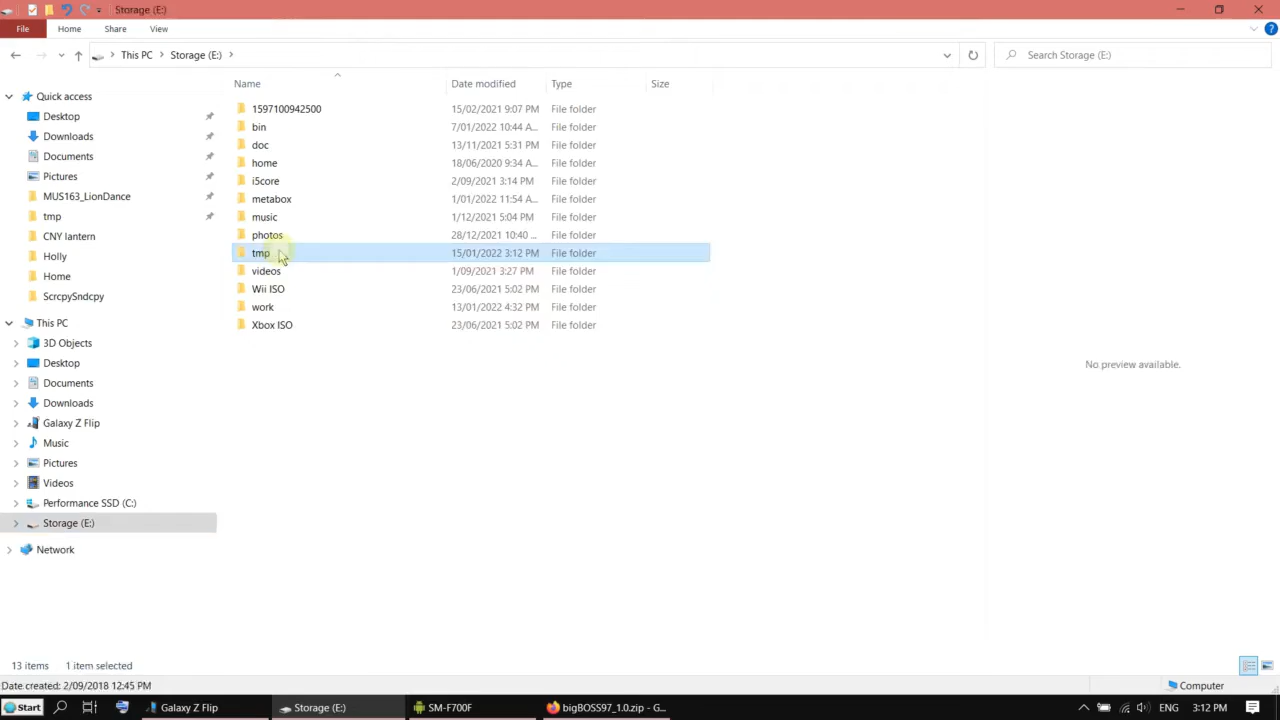 Storage (E:)
File Home Share View
This PC Storage (E:) Search Storage (E:)
Name Date modified Type Size
Quick access
Desktop
Downloads
Documents
Pictures
MUS163_LionDance
tmp
CNY lantern
Holly
Home
ScrcpySndcpy
This PC
3D Objects
Desktop
Documents
Downloads
Galaxy Z Flip
Music
Pictures
Videos
Performance SSD (C:)
Storage (E:)
Network
1597100942500 15/02/2021 9:07 PM File folder
bin 7/01/2022 10:44 A... File folder
doc 13/11/2021 5:31 PM File folder
home 18/06/2020 9:34 A... File folder
i5core 2/09/2021 3:14 PM File folder
metabox 1/01/2022 11:54 A... File folder
music 1/12/2021 5:04 PM File folder
photos 28/12/2021 10:40 ... File folder
tmp 15/01/2022 3:12 PM File folder
videos 1/09/2021 3:27 PM File folder
Wii ISO 23/06/2021 5:02 PM File folder
work 13/01/2022 4:32 PM File folder
Xbox ISO 23/06/2021 5:02 PM File folder
No preview available.
13 items 1 item selected
Date created: 2/09/2018 12:45 PM Computer
Start Galaxy Z Flip Storage (E:) SM-F700F bigBOSS97_1.0.zip - G... ENG 3:12 PM